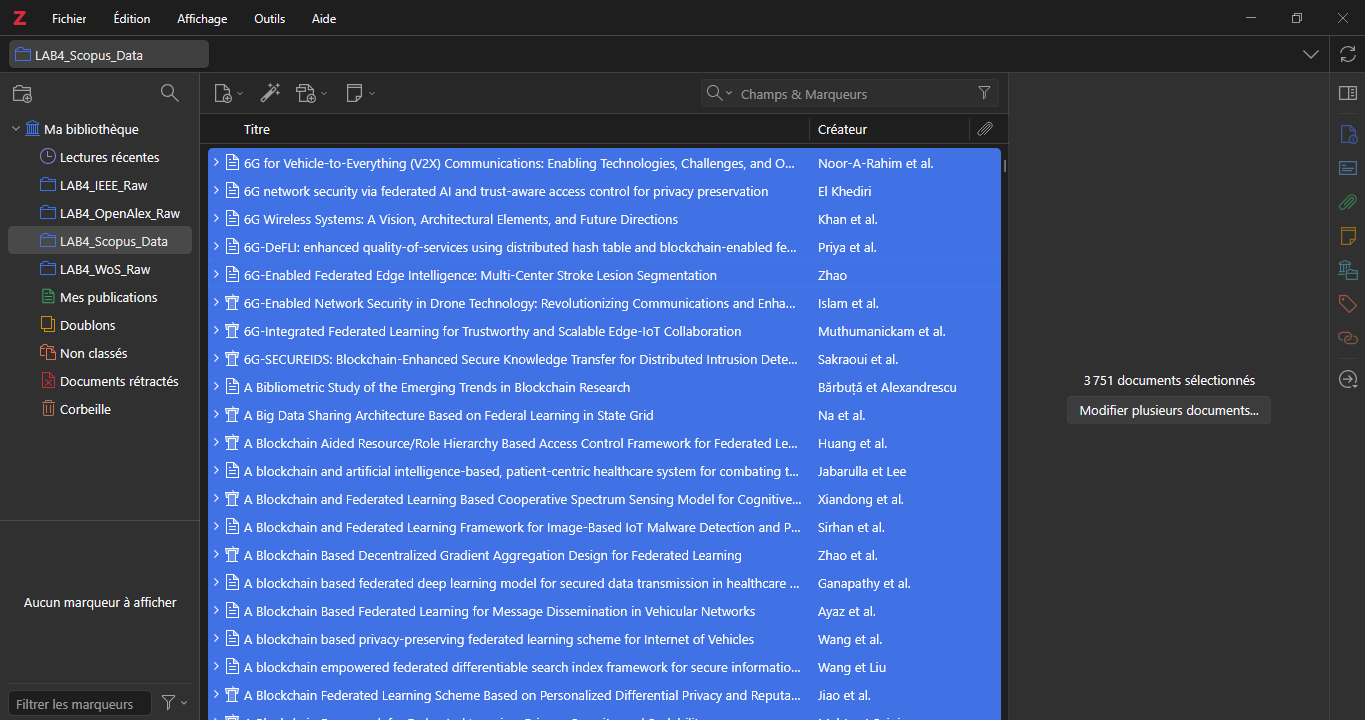 Z Fichier Édition Affichage Outils Aide
LAB4_Scopus_Data
Champs & Marqueurs
Ma bibliothèque
Lectures récentes
LAB4_IEEE_Raw
LAB4_OpenAlex_Raw
LAB4_Scopus_Data
LAB4_WoS_Raw
Mes publications
Doublons
Non classés
Documents rétractés
Corbeille
Aucun marqueur à afficher
Filtrer les marqueurs
Titre Créateur
6G for Vehicle-to-Everything (V2X) Communications: Enabling Technologies, Challenges, and O... Noor-A-Rahim et al.
6G network security via federated AI and trust-aware access control for privacy preservation El Khediri
6G Wireless Systems: A Vision, Architectural Elements, and Future Directions Khan et al.
6G-DeFLI: enhanced quality-of-services using distributed hash table and blockchain-enabled fe... Priya et al.
6G-Enabled Federated Edge Intelligence: Multi-Center Stroke Lesion Segmentation Zhao
6G-Enabled Network Security in Drone Technology: Revolutionizing Communications and Enha... Islam et al.
6G-Integrated Federated Learning for Trustworthy and Scalable Edge-IoT Collaboration Muthumanickam et al.
6G-SECUREIDS: Blockchain-Enhanced Secure Knowledge Transfer for Distributed Intrusion Dete... Sakraoui et al.
A Bibliometric Study of the Emerging Trends in Blockchain Research Bărbuță et Alexandrescu
A Big Data Sharing Architecture Based on Federal Learning in State Grid Na et al.
A Blockchain Aided Resource/Role Hierarchy Based Access Control Framework for Federated Le... Huang et al.
A blockchain and artificial intelligence-based, patient-centric healthcare system for combating t... Jabarulla et Lee
A Blockchain and Federated Learning Based Cooperative Spectrum Sensing Model for Cognitive... Xiandong et al.
A Blockchain and Federated Learning Framework for Image-Based IoT Malware Detection and P... Sirhan et al.
A Blockchain Based Decentralized Gradient Aggregation Design for Federated Learning Zhao et al.
A blockchain based federated deep learning model for secured data transmission in healthcare ... Ganapathy et al.
A Blockchain Based Federated Learning for Message Dissemination in Vehicular Networks Ayaz et al.
A blockchain based privacy-preserving federated learning scheme for Internet of Vehicles Wang et al.
A blockchain empowered federated differentiable search index framework for secure informatio... Wang et Liu
A Blockchain Federated Learning Scheme Based on Personalized Differential Privacy and Reputa... Jiao et al.
3 751 documents sélectionnés
Modifier plusieurs documents...